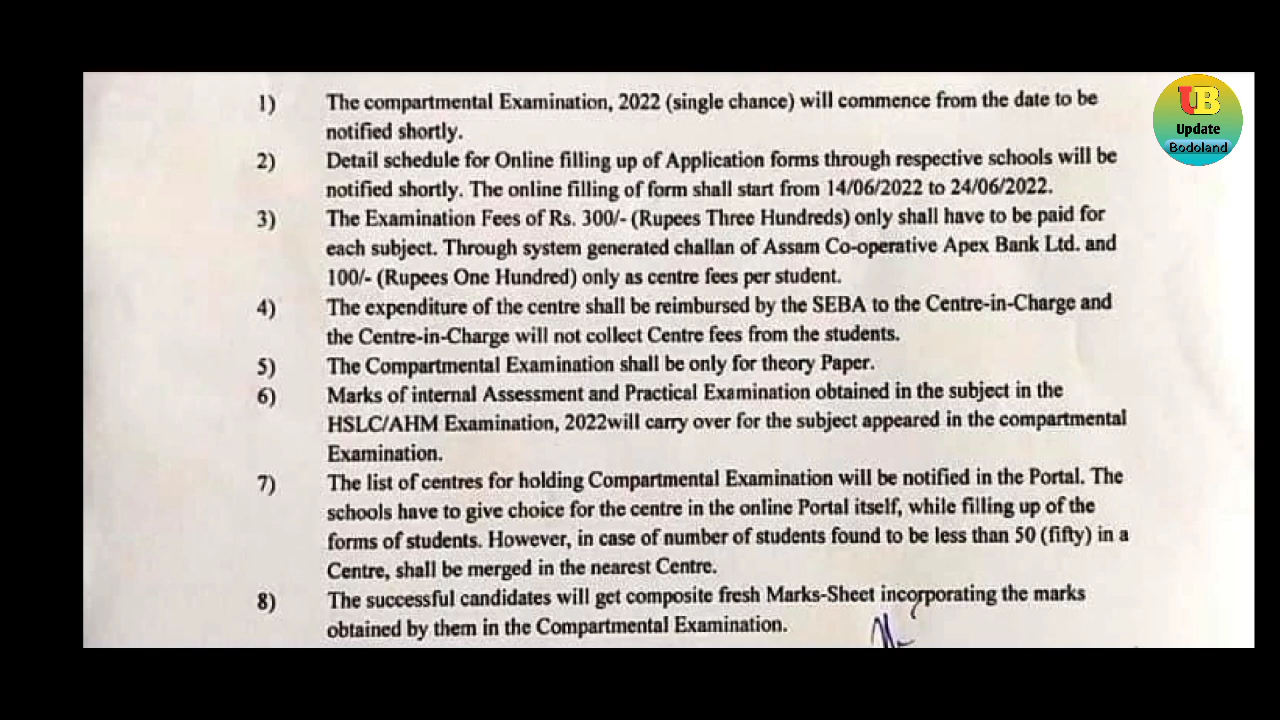 1) The compartmental Examination, 2022 (single chance) will commence from the date to be
notified shortly.
2) Detail schedule for Online filling up of Application forms through respective schools will be
notified shortly. The online filling of form shall start from 14/06/2022 to 24/06/2022.
3) The Examination Fees of Rs. 300/- (Rupees Three Hundreds) only shall have to be paid for
each subject. Through system generated challan of Assam Co-operative Apex Bank Ltd. and
100/- (Rupees One Hundred) only as centre fees per student.
4) The expenditure of the centre shall be reimbursed by the SEBA to the Centre-in-Charge and
the Centre-in-Charge will not collect Centre fees from the students.
5) The Compartmental Examination shall be only for theory Paper.
6) Marks of internal Assessment and Practical Examination obtained in the subject in the
HSLC/AHM Examination, 2022will carry over for the subject appeared in the compartmental
Examination.
7) The list of centres for holding Compartmental Examination will be notified in the Portal. The
schools have to give choice for the centre in the online Portal itself, while filling up of the
forms of students. However, in case of number of students found to be less than 50 (fifty) in a
Centre, shall be merged in the nearest Centre.
8) The successful candidates will get composite fresh Marks-Sheet incorporating the marks
obtained by them in the Compartmental Examination.
UB
Update
Bodoland